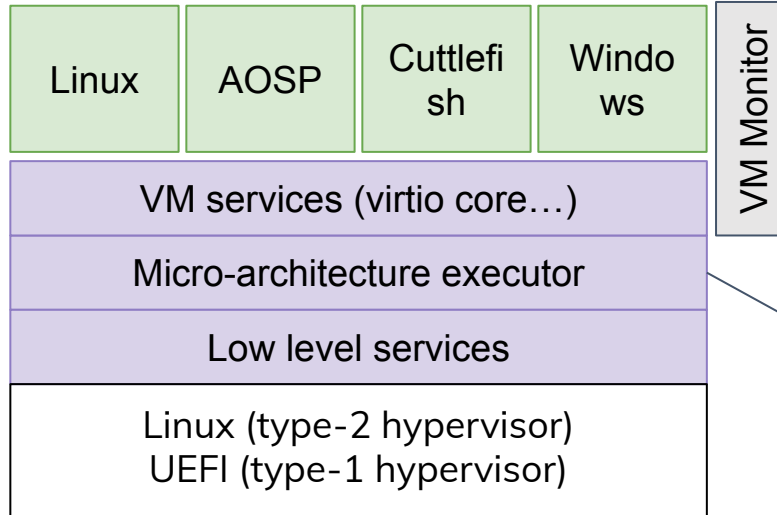 Linux
AOSP
Cuttlefi
sh
Windo
ws
VM Monitor
VM services (virtio core…)
Micro-architecture executor
Low level services
Linux (type-2 hypervisor)
UEFI (type-1 hypervisor)